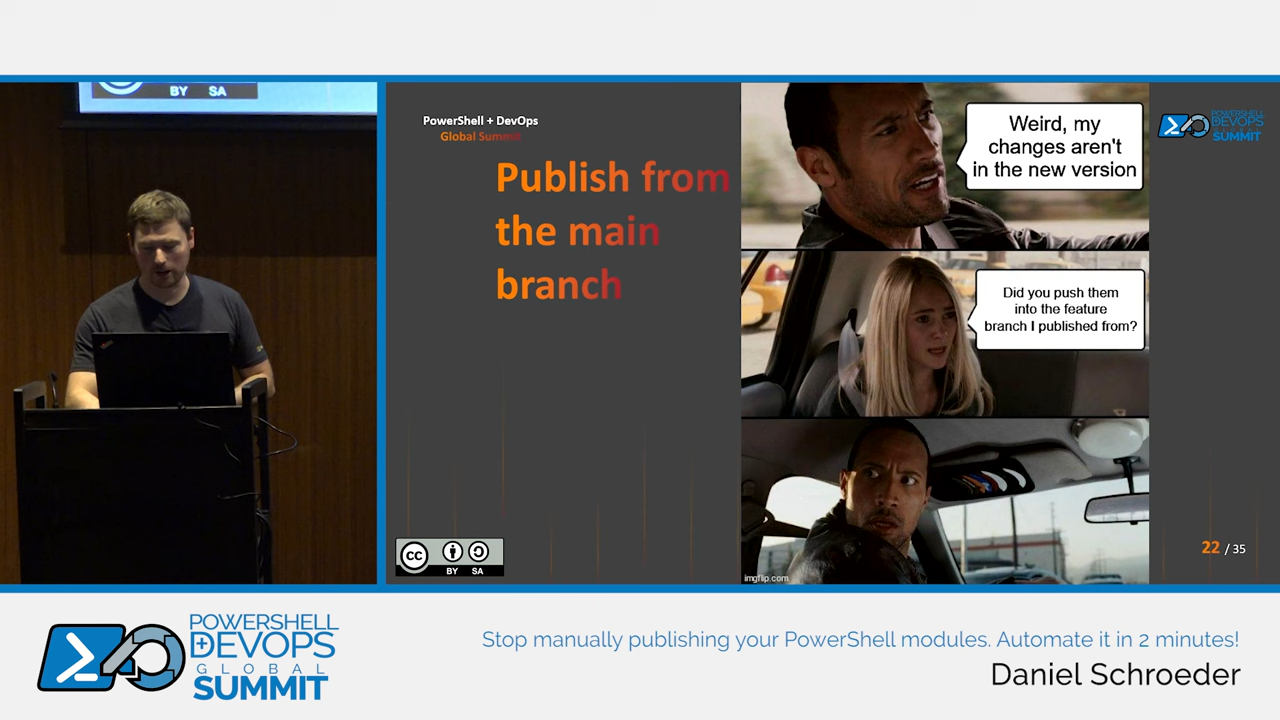 BY SA
PowerShell + DevOps
Global Summit
Publish from
the main
branch
Weird, my
changes aren't
in the new version
Did you push them
into the feature
branch I published from?
imgflip.com
POWERSHELL
DEVOPS
SUMMIT
cc
BY SA
22 / 35
POWERSHELL
+DEVOPS
GLOBAL
SUMMIT
Stop manually publishing your PowerShell modules. Automate it in 2 minutes!
Daniel Schroeder